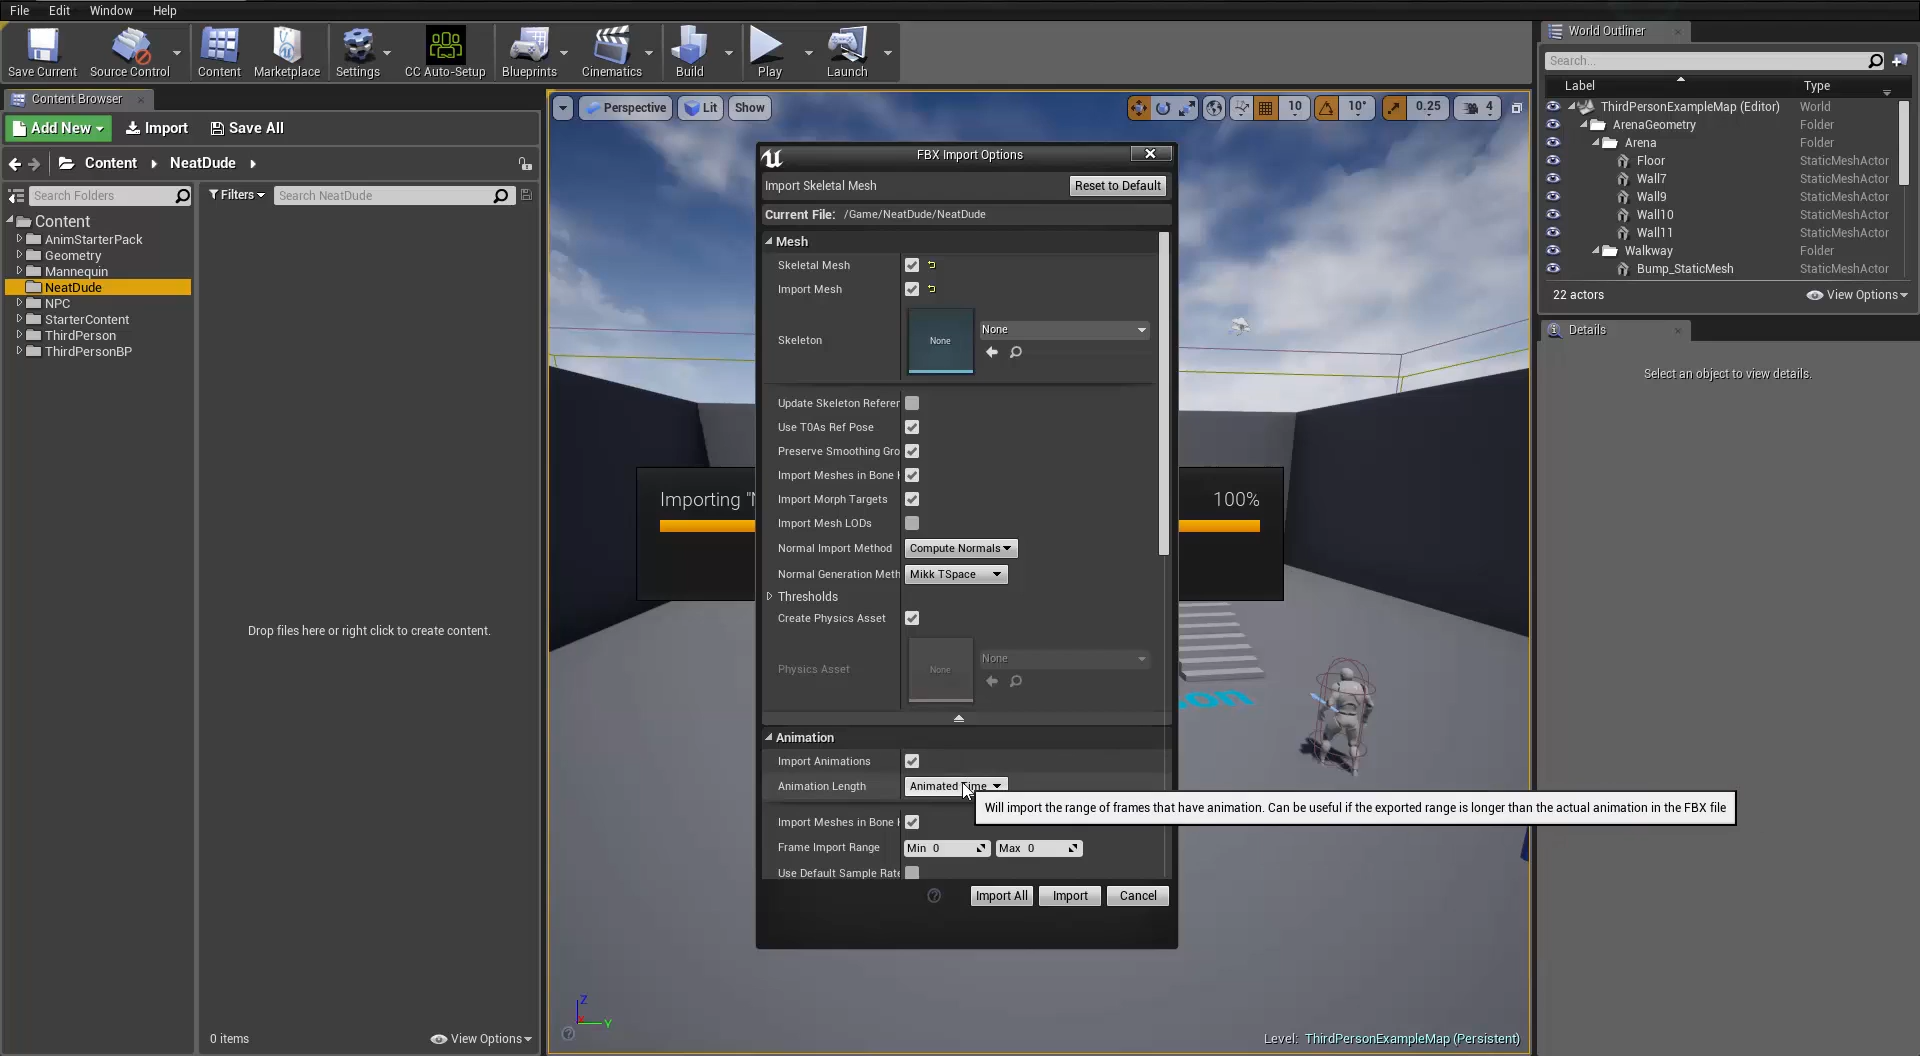 File Edit Window Help
Save Current Source Control Content Marketplace Settings CC Auto-Setup Blueprints Cinematics Build Play Launch
Content Browser
Add New Import Save All
Content NeatDude
Search Folders
Filters Search NeatDude
Content
AnimStarterPack
Geometry
Mannequin
NeatDude
NPC
StarterContent
ThirdPerson
ThirdPersonBP
Drop files here or right click to create content.
0 items View Options
Perspective Lit Show 10 10° 0.25 4
Importing "N 100%
on
Level: ThirdPersonExampleMap (Persistent)
Z
Y
FBX Import Options
Import Skeletal Mesh Reset to Default
Current File: /Game/NeatDude/NeatDude
Mesh
Skeletal Mesh
Import Mesh
Skeleton None None
Update Skeleton Referen
Use T0As Ref Pose
Preserve Smoothing Gro
Import Meshes in Bone H
Import Morph Targets
Import Mesh LODs
Normal Import Method Compute Normals
Normal Generation Meth Mikk TSpace
Thresholds
Create Physics Asset
Physics Asset None None
Animation
Import Animations
Animation Length Animated Time
Will import the range of frames that have animation. Can be useful if the exported range is longer than the actual animation in the FBX file
Import Meshes in Bone H
Frame Import Range Min 0 Max 0
Use Default Sample Rate
Import All Import Cancel
World Outliner
Search...
Label Type
ThirdPersonExampleMap (Editor) World
ArenaGeometry Folder
Arena Folder
Floor StaticMeshActor
Wall7 StaticMeshActor
Wall9 StaticMeshActor
Wall10 StaticMeshActor
Wall11 StaticMeshActor
Walkway Folder
Bump_StaticMesh StaticMeshActor
22 actors View Options
Details
Select an object to view details.